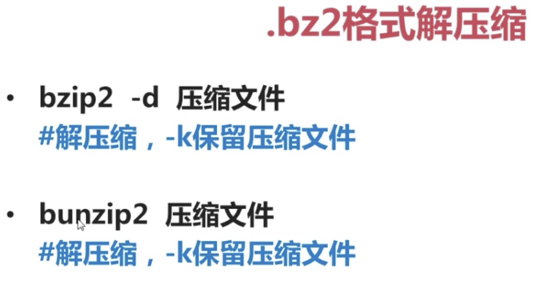 .bz2格式解压缩
• bzip2 -d 压缩文件
#解压缩，-k保留压缩文件
• bunzip2 压缩文件
#解压缩，-k保留压缩文件